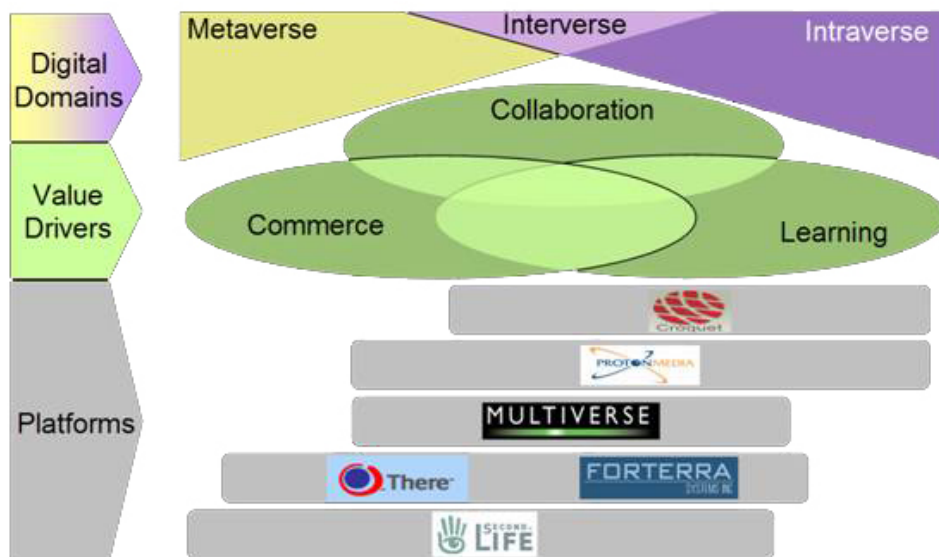 Digital
Domains
Metaverse
Interverse
Intraverse
Collaboration
Value
Drivers
Commerce
Learning
Platforms
Croquet
PROTONMEDIA
MULTIVERSE
There
FORTERRA
SYSTEMS INC
SECOND
LIFE